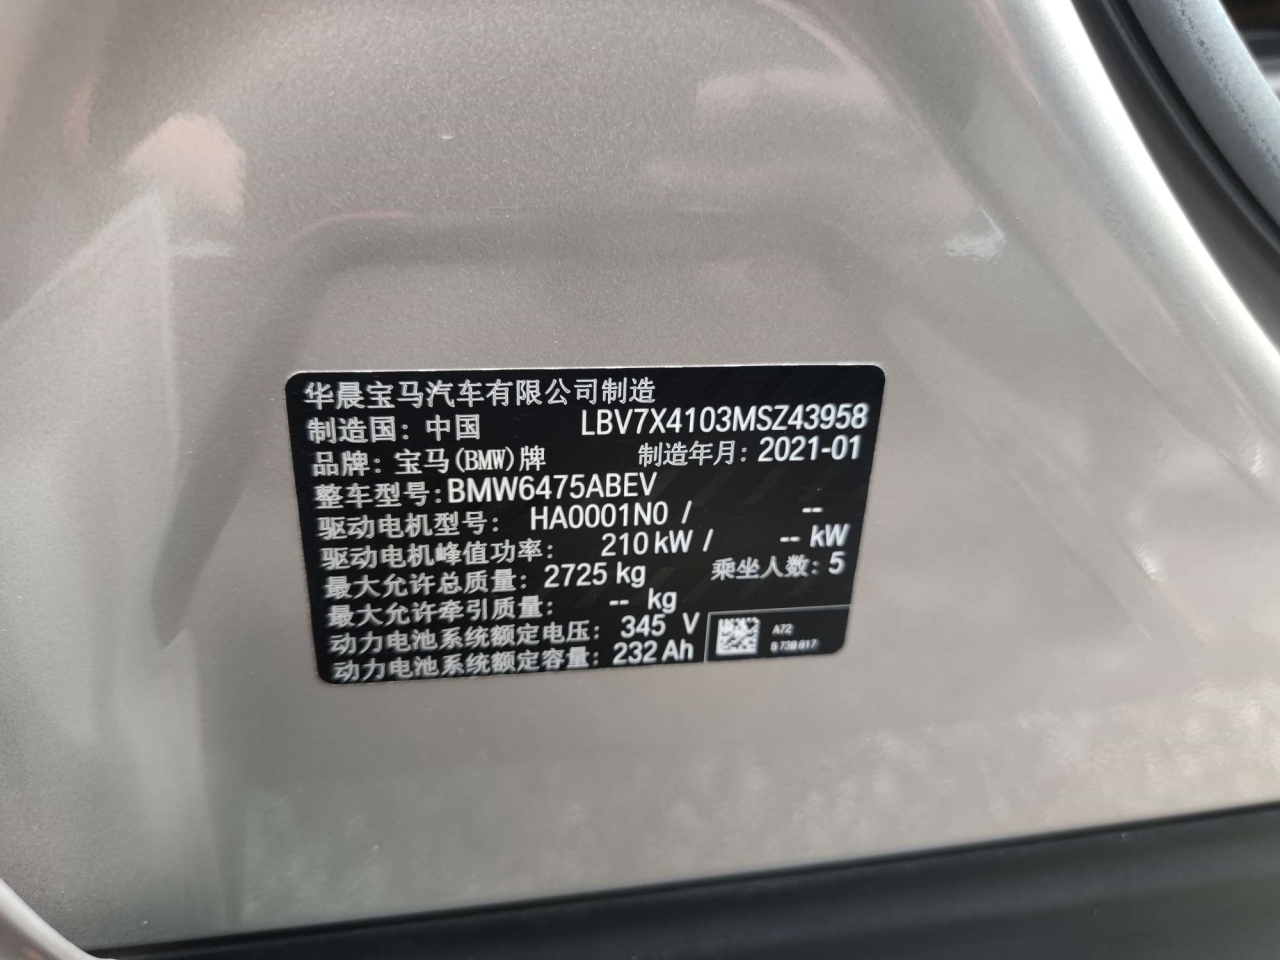 华晨宝马汽车有限公司制造
制造国: 中国 LBV7X4103MSZ43958
品牌: 宝马(BMW)牌 制造年月: 2021-01
整车型号: BMW6475ABEV
驱动电机型号: HA0001N0 / --
驱动电机峰值功率: 210 kW / -- kW
最大允许总质量: 2725 kg 乘坐人数: 5
最大允许牵引质量: -- kg
动力电池系统额定电压: 345 V
动力电池系统额定容量: 232 Ah
A72
8 738 817